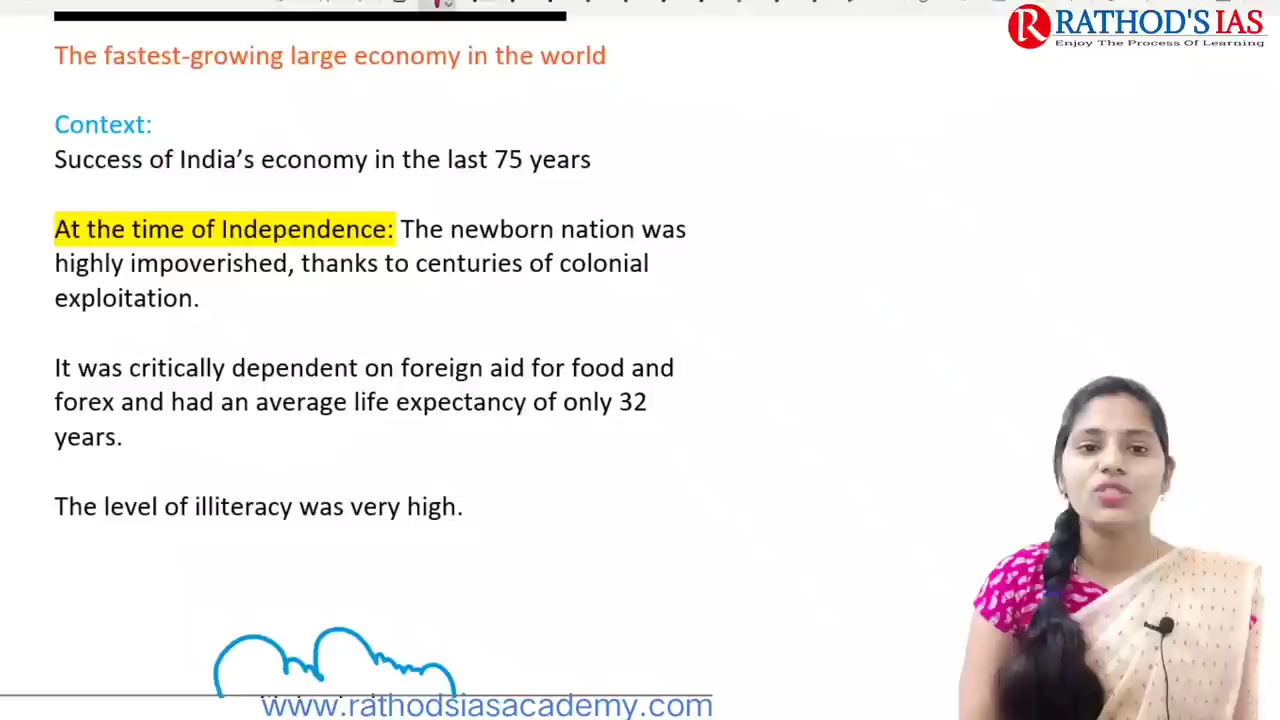 RATHOD'S IAS
Enjoy The Process Of Learning
The fastest-growing large economy in the world
Context:
Success of India’s economy in the last 75 years
At the time of Independence: The newborn nation was
highly impoverished, thanks to centuries of colonial
exploitation.
It was critically dependent on foreign aid for food and
forex and had an average life expectancy of only 32
years.
The level of illiteracy was very high.
www.rathodsiasacademy.com